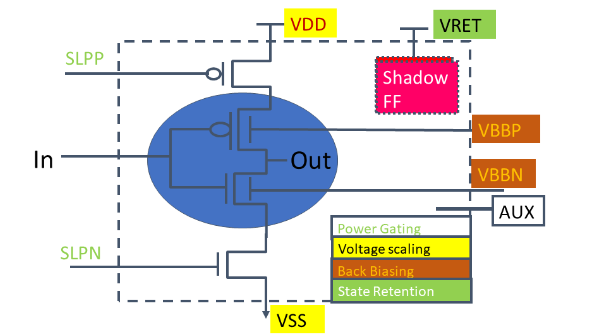 VDD
VRET
SLPP
Shadow
FF
VBBP
In
Out
VBBN
AUX
Power Gating
Voltage scaling
SLPN
Back Biasing
State Retention
VSS